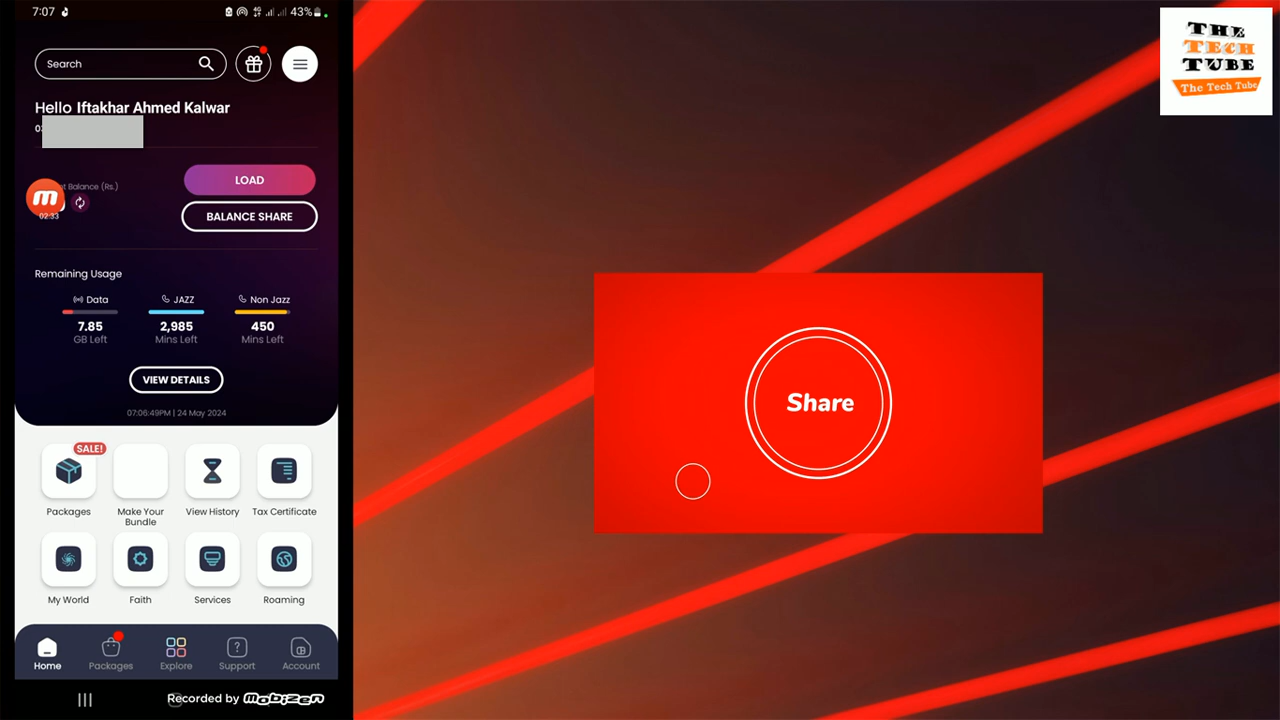 7:07
43%
Search
Hello Iftakhar Ahmed Kalwar
Balance (Rs.)
02:33
LOAD
BALANCE SHARE
Remaining Usage
Data
JAZZ
Non Jazz
7.85
2,985
450
GB Left
Mins Left
Mins Left
VIEW DETAILS
07:06:49PM | 24 May 2024
SALE!
Packages
Make Your
Bundle
View History
Tax Certificate
My World
Faith
Services
Roaming
Home
Packages
Explore
Support
Account
Recorded by Mobizen
Share
THE
TECH
TUBE
The Tech Tube